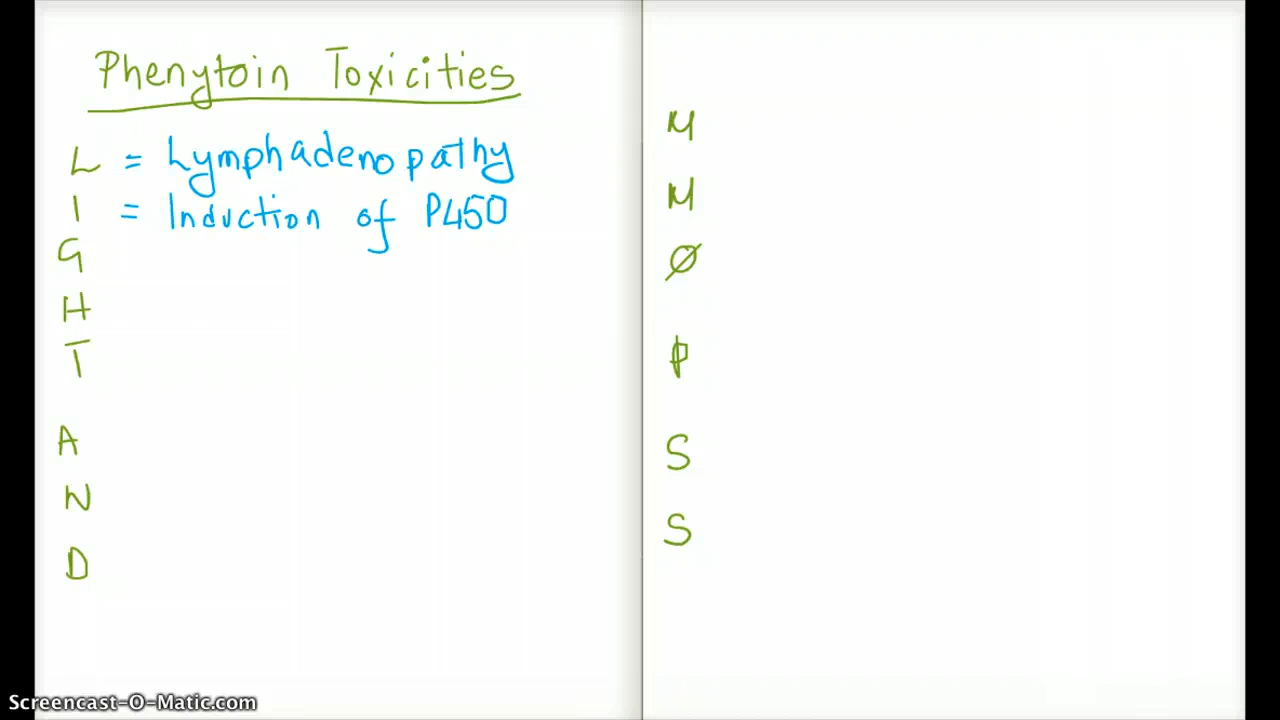 Phenytoin Toxicities
L = Lymphadenopathy
I = Induction of P450
G
H
T
A
N
D
M
M
Ø
P
S
S
Screencast-O-Matic.com